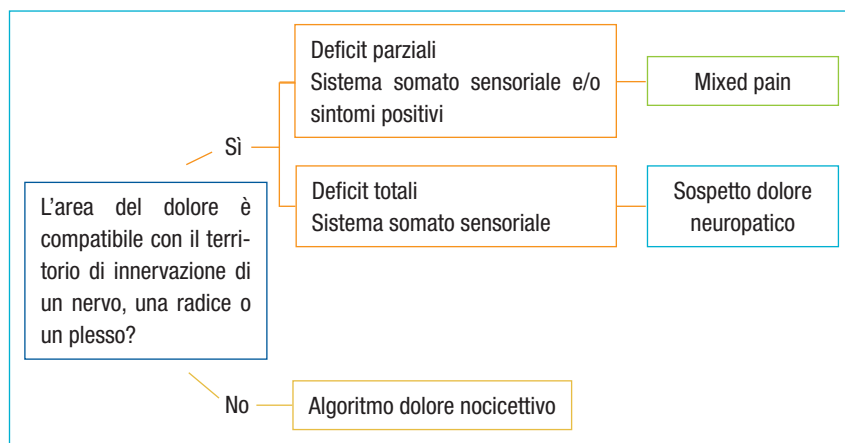 Deficit parziali
Sistema somato sensoriale e/o
sintomi positivi
Mixed pain
Sì
Deficit totali
Sistema somato sensoriale
Sospetto dolore
neuropatico
L'area del dolore è
compatibile con il terri-
torio di innervazione di
un nervo, una radice o
un plesso?
No
Algoritmo dolore nocicettivo